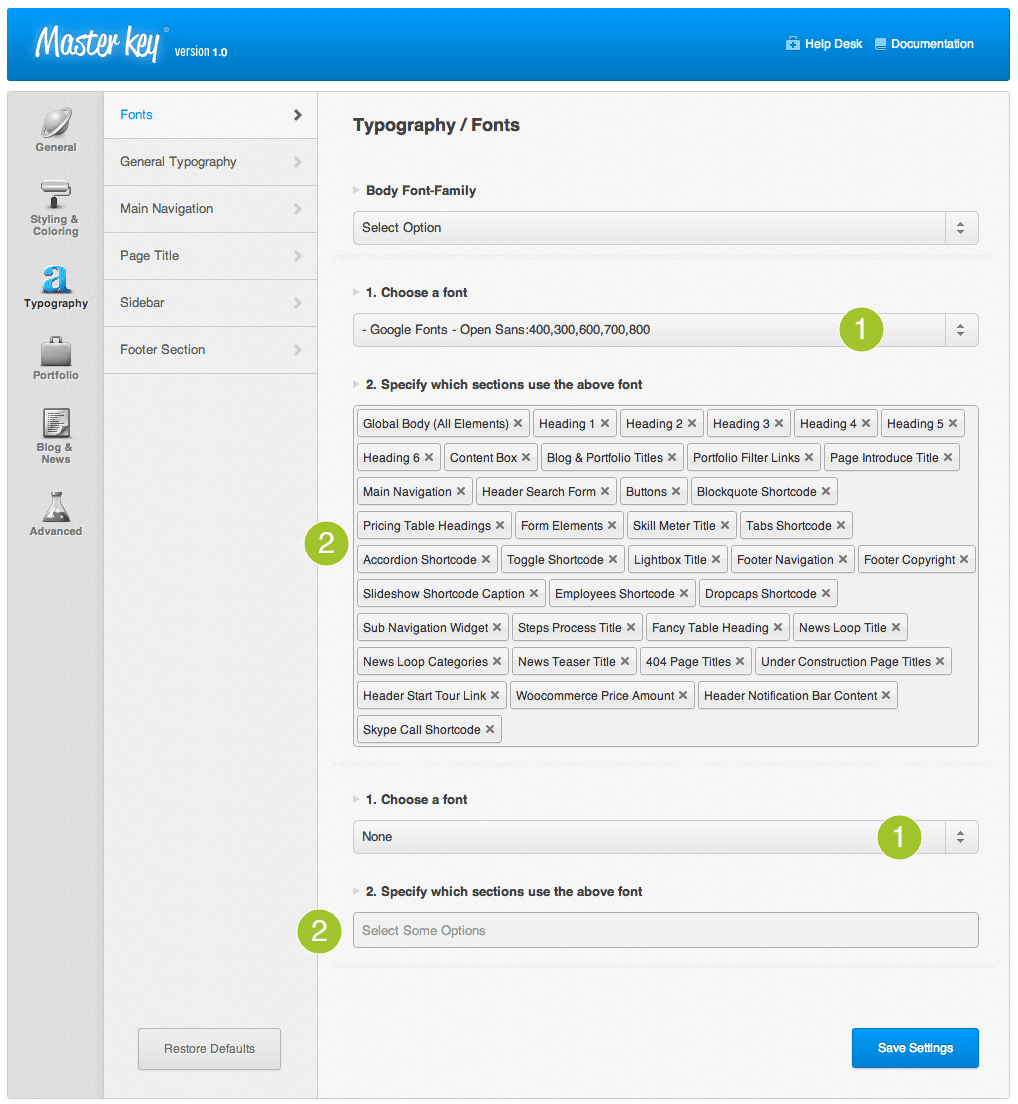 Master key® version 1.0
Help Desk
Documentation
General
Styling &
Coloring
Typography
Portfolio
Blog &
News
Advanced
Fonts
General Typography
Main Navigation
Page Title
Sidebar
Footer Section
Restore Defaults
Typography / Fonts
Body Font-Family
Select Option
1. Choose a font
- Google Fonts - Open Sans:400,300,600,700,800
1
2. Specify which sections use the above font
2
Global Body (All Elements) × Heading 1 × Heading 2 × Heading 3 × Heading 4 × Heading 5 ×
Heading 6 × Content Box × Blog & Portfolio Titles × Portfolio Filter Links × Page Introduce Title ×
Main Navigation × Header Search Form × Buttons × Blockquote Shortcode ×
Pricing Table Headings × Form Elements × Skill Meter Title × Tabs Shortcode ×
Accordion Shortcode × Toggle Shortcode × Lightbox Title × Footer Navigation × Footer Copyright ×
Slideshow Shortcode Caption × Employees Shortcode × Dropcaps Shortcode ×
Sub Navigation Widget × Steps Process Title × Fancy Table Heading × News Loop Title ×
News Loop Categories × News Teaser Title × 404 Page Titles × Under Construction Page Titles ×
Header Start Tour Link × Woocommerce Price Amount × Header Notification Bar Content ×
Skype Call Shortcode ×
1. Choose a font
None
1
2. Specify which sections use the above font
2
Select Some Options
Save Settings